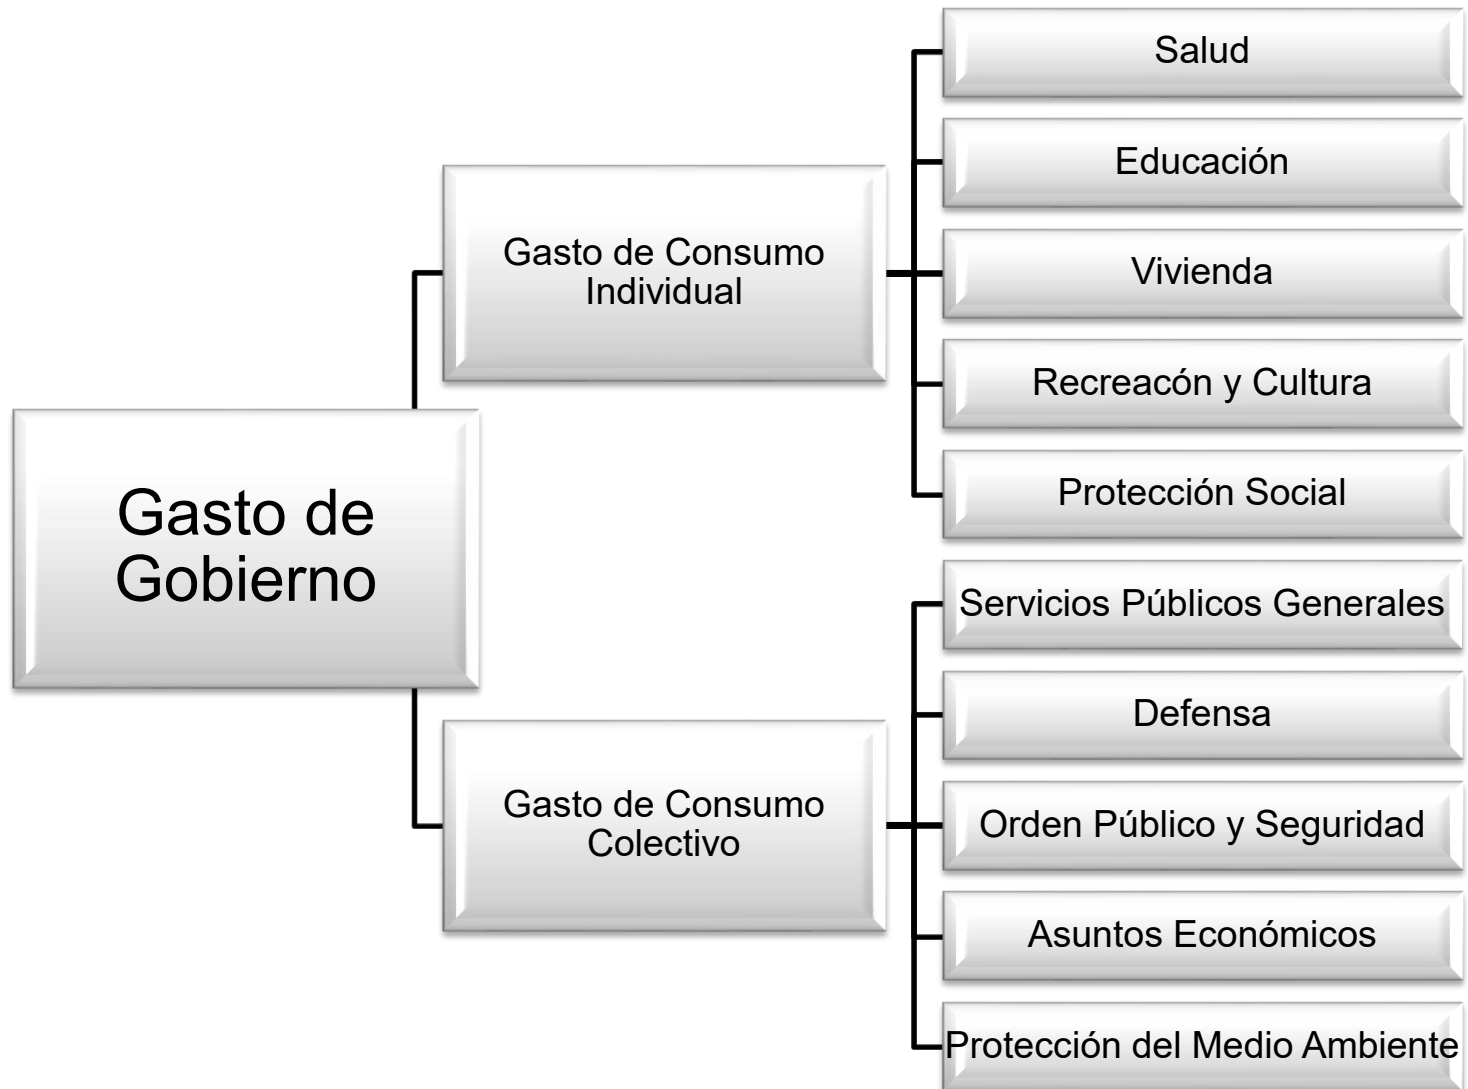 Gasto de
Gobierno
Gasto de Consumo
Individual
Salud
Educación
Vivienda
Recreacón y Cultura
Protección Social
Gasto de Consumo
Colectivo
Servicios Públicos Generales
Defensa
Orden Público y Seguridad
Asuntos Económicos
Protección del Medio Ambiente